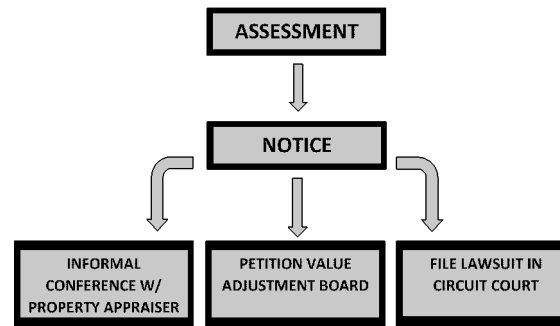 ASSESSMENT
NOTICE
INFORMAL
CONFERENCE W/
PROPERTY APPRAISER
PETITION VALUE
ADJUSTMENT BOARD
FILE LAWSUIT IN
CIRCUIT COURT